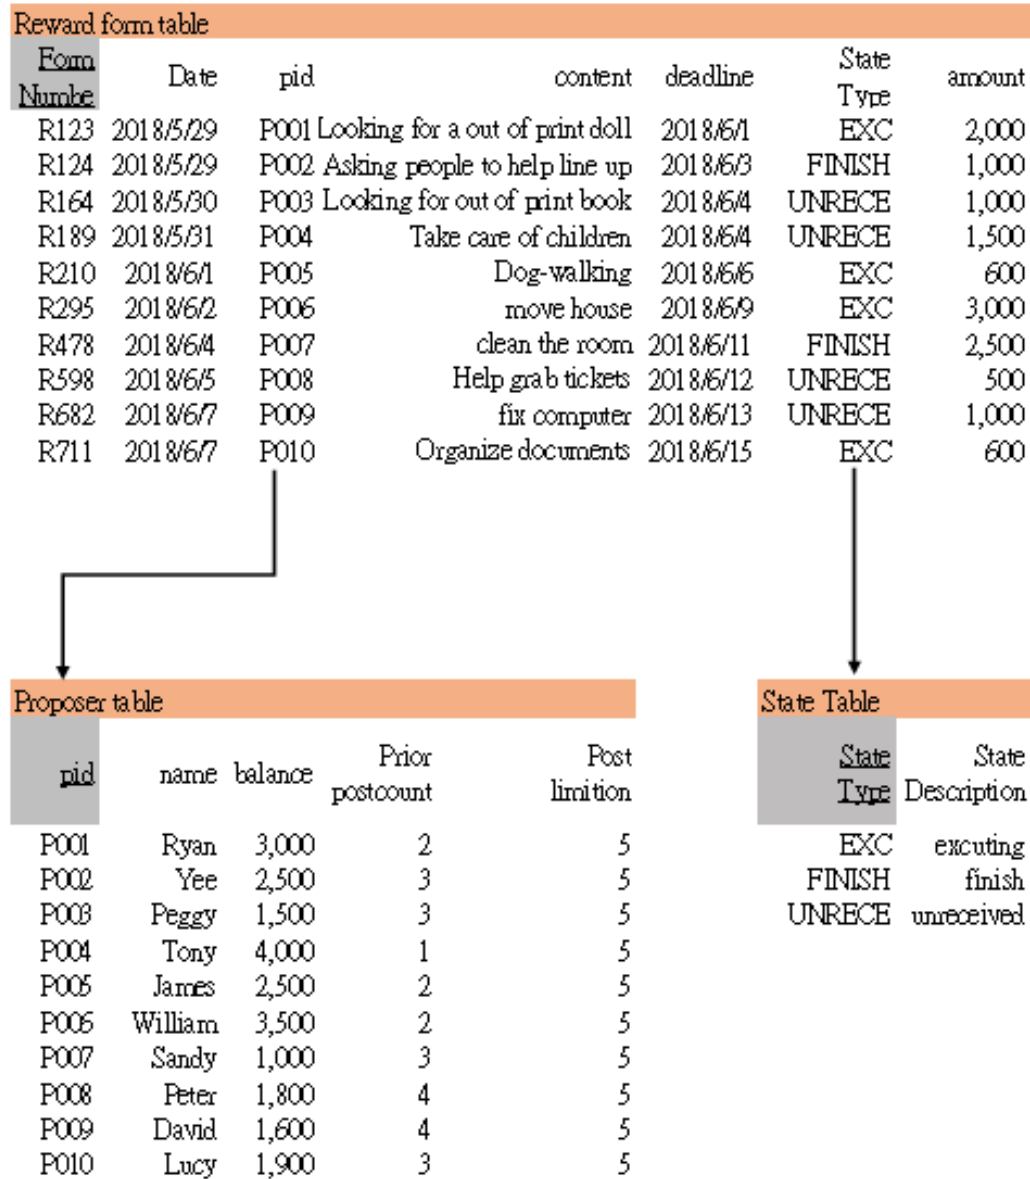 Reward form table
Form Numbe Date pid content deadline State Type amount
R123 2018/5/29 P001 Looking for a out of print doll 2018/6/1 EXC 2,000
R124 2018/5/29 P002 Asking people to help line up 2018/6/3 FINISH 1,000
R164 2018/5/30 P003 Looking for out of print book 2018/6/4 UNRECE 1,000
R189 2018/5/31 P004 Take care of children 2018/6/4 UNRECE 1,500
R210 2018/6/1 P005 Dog-walking 2018/6/6 EXC 600
R295 2018/6/2 P006 move house 2018/6/9 EXC 3,000
R478 2018/6/4 P007 clean the room 2018/6/11 FINISH 2,500
R598 2018/6/5 P008 Help grab tickets 2018/6/12 UNRECE 500
R682 2018/6/7 P009 fix computer 2018/6/13 UNRECE 1,000
R711 2018/6/7 P010 Organize documents 2018/6/15 EXC 600
Proposer table
pid name balance Prior postcount Post limition
P001 Ryan 3,000 2 5
P002 Yee 2,500 3 5
P003 Peggy 1,500 3 5
P004 Tony 4,000 1 5
P005 James 2,500 2 5
P006 William 3,500 2 5
P007 Sandy 1,000 3 5
P008 Peter 1,800 4 5
P009 David 1,600 4 5
P010 Lucy 1,900 3 5
State Table
State Type State Description
EXC excuting
FINISH finish
UNRECE unreceived